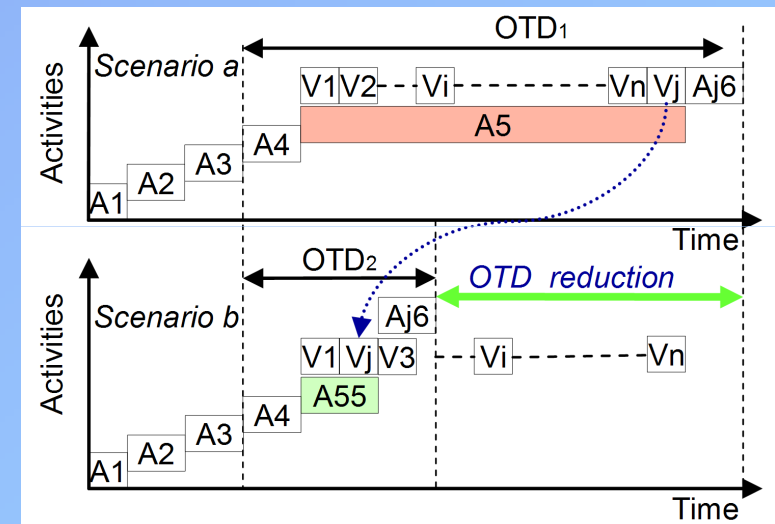 OTD1
Scenario a
V1 V2 Vi Vn Vj Aj6
A5
A4
A3
A2
A1
Activities
Time
OTD2
OTD reduction
Scenario b
Aj6
V1 Vj V3 Vi Vn
A55
A4
A3
A2
A1
Activities
Time